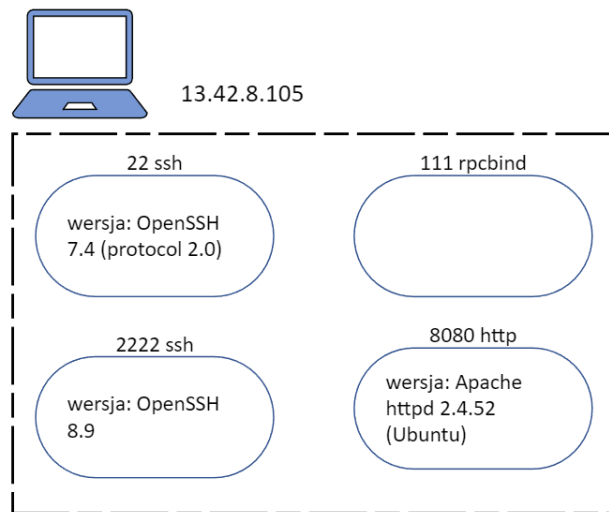 13.42.8.105
22 ssh
wersja: OpenSSH
7.4 (protocol 2.0)
111 rpcbind
2222 ssh
wersja: OpenSSH
8.9
8080 http
wersja: Apache
httpd 2.4.52
(Ubuntu)